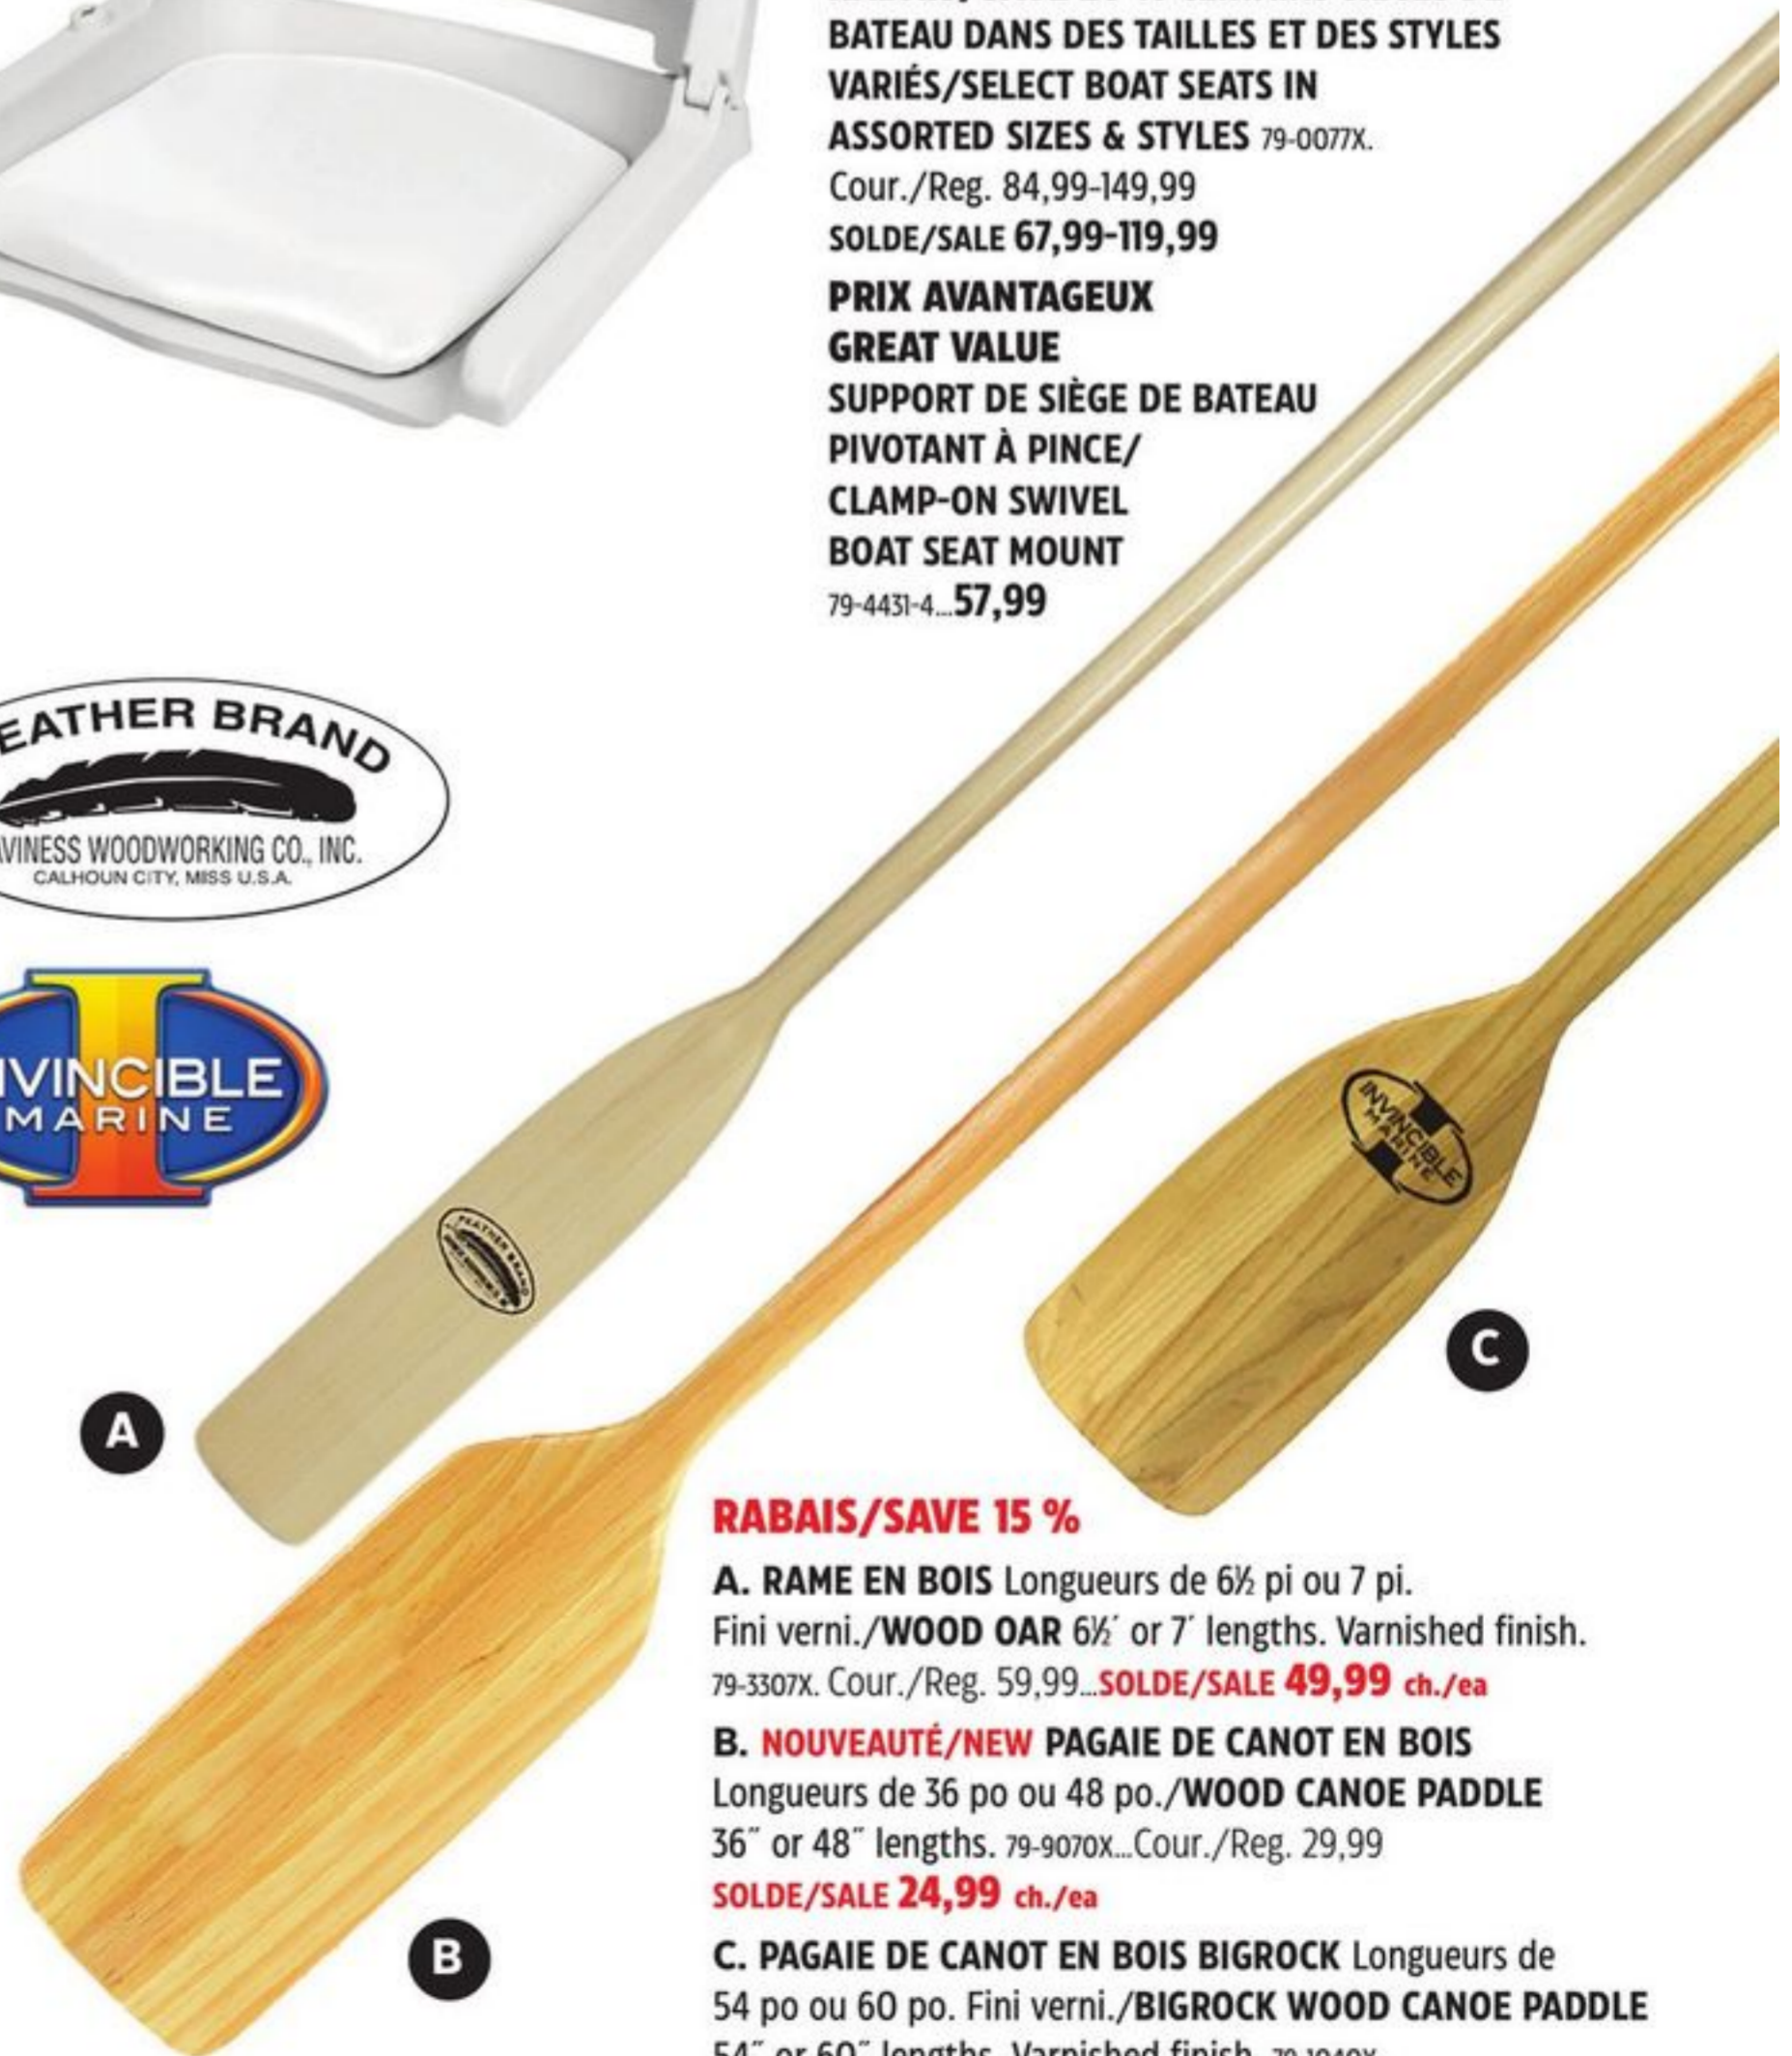 BATEAU DANS DES TAILLES ET DES STYLES
VARIÉS/SELECT BOAT SEATS IN
ASSORTED SIZES & STYLES 79-0077X.
Cour./Reg. 84,99-149,99
SOLDE/SALE 67,99-119,99
PRIX AVANTAGEUX
GREAT VALUE
SUPPORT DE SIÈGE DE BATEAU
PIVOTANT À PINCE/
CLAMP-ON SWIVEL
BOAT SEAT MOUNT
79-4431-4...57,99
EATHER BRAND
VINESS WOODWORKING CO., INC.
CALHOUN CITY, MISS U.S.A.
VINCIBLE
MARINE
FEATHER BRAND
INVINCIBLE
MARINE
A
C
B
RABAIS/SAVE 15 %
A. RAME EN BOIS Longueurs de 6½ pi ou 7 pi.
Fini verni./WOOD OAR 6½´ or 7´ lengths. Varnished finish.
79-3307X. Cour./Reg. 59,99...SOLDE/SALE 49,99 ch./ea
B. NOUVEAUTÉ/NEW PAGAIE DE CANOT EN BOIS
Longueurs de 36 po ou 48 po./WOOD CANOE PADDLE
36˝ or 48˝ lengths. 79-9070X...Cour./Reg. 29,99
SOLDE/SALE 24,99 ch./ea
C. PAGAIE DE CANOT EN BOIS BIGROCK Longueurs de
54 po ou 60 po. Fini verni./BIGROCK WOOD CANOE PADDLE
54˝ or 60˝ lengths. Varnished finish.